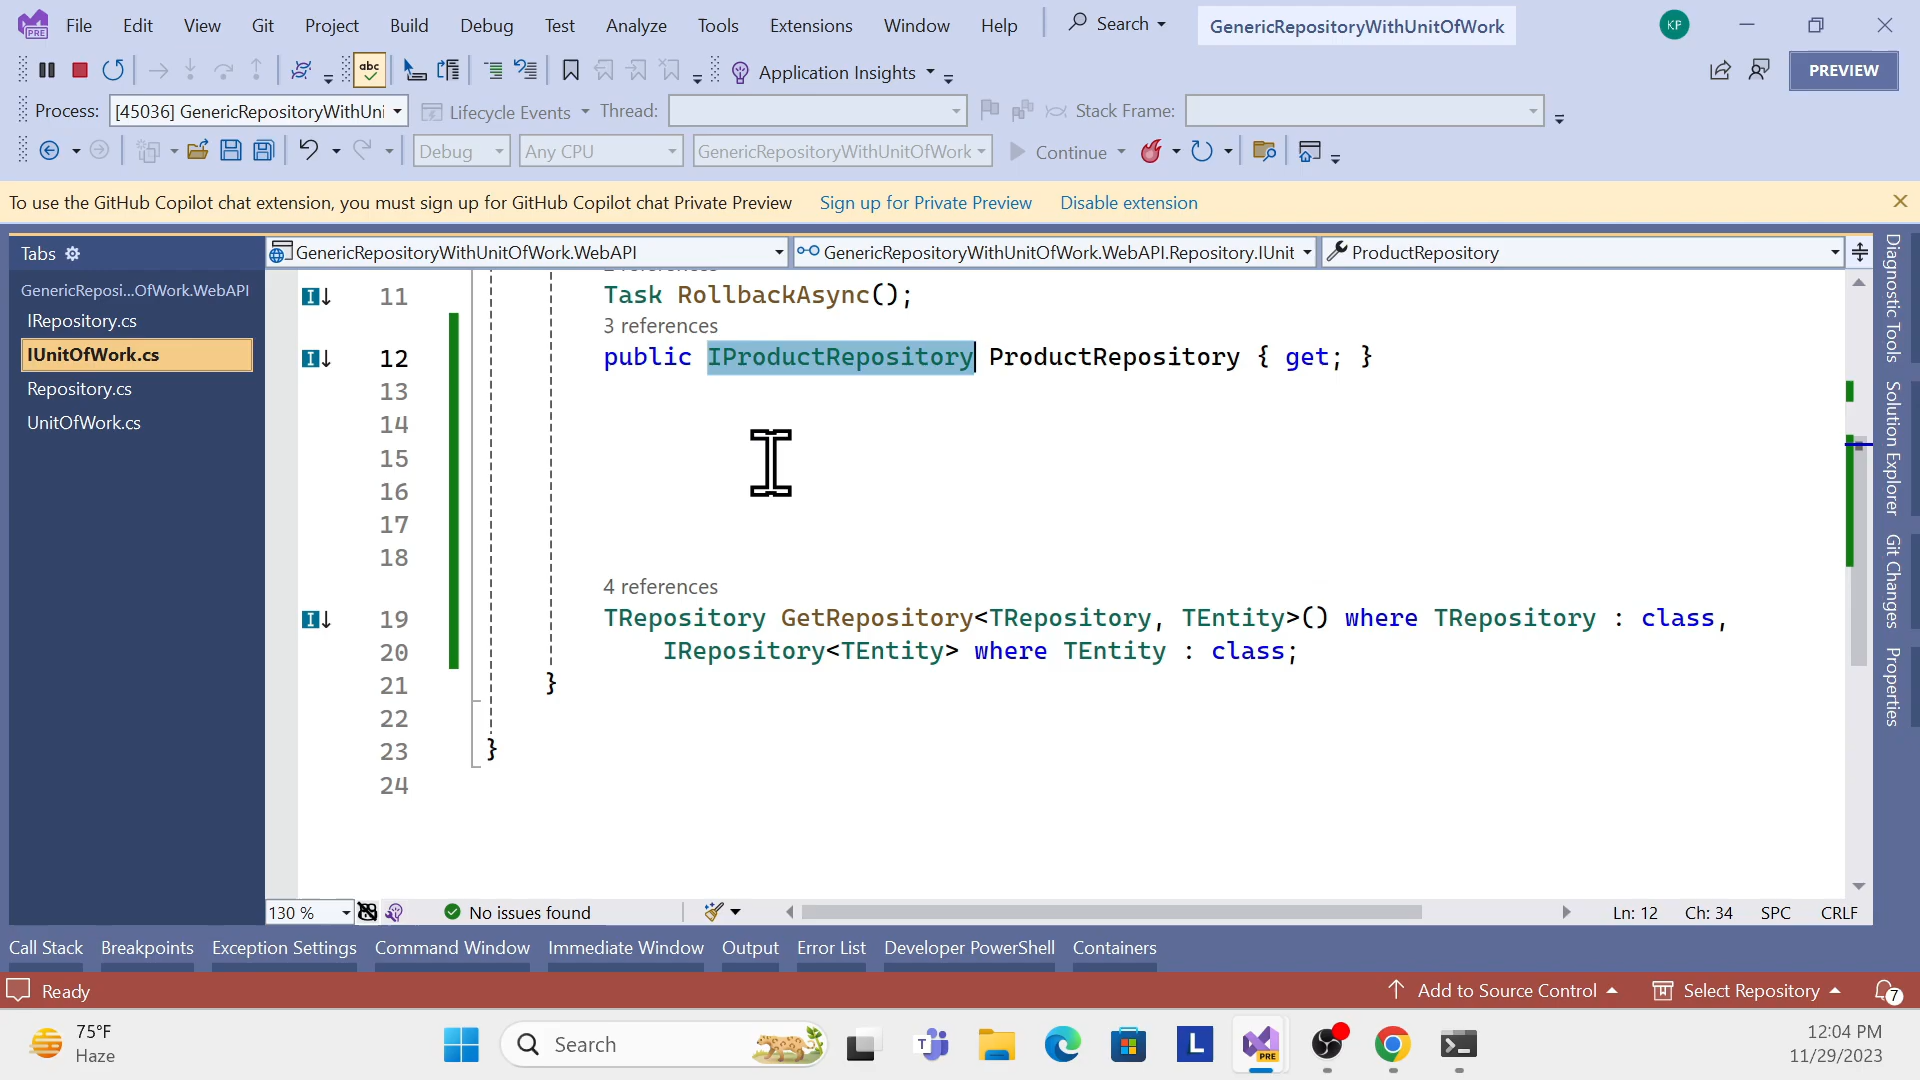 PRE File Edit View Git Project Build Debug Test Analyze Tools Extensions Window Help Search GenericRepositoryWithUnitOfWork KP
abc Application Insights PREVIEW
Process: [45036] GenericRepositoryWithUni Lifecycle Events Thread: Stack Frame:
Debug Any CPU GenericRepositoryWithUnitOfWork Continue
To use the GitHub Copilot chat extension, you must sign up for GitHub Copilot chat Private Preview Sign up for Private Preview Disable extension
Tabs GenericRepositoryWithUnitOfWork.WebAPI GenericRepositoryWithUnitOfWork.WebAPI.Repository.IUnit ProductRepository
GenericReposi...OfWork.WebAPI
IRepository.cs
IUnitOfWork.cs
Repository.cs
UnitOfWork.cs
11 Task RollbackAsync();
3 references
12 public IProductRepository ProductRepository { get; }
13
14
15
16
17
18
4 references
19 TRepository GetRepository<TRepository, TEntity>() where TRepository : class,
20 IRepository<TEntity> where TEntity : class;
21 }
22
23 }
24
Diagnostic Tools
Solution Explorer
Git Changes
Properties
130 % No issues found Ln: 12 Ch: 34 SPC CRLF
Call Stack Breakpoints Exception Settings Command Window Immediate Window Output Error List Developer PowerShell Containers
Ready Add to Source Control Select Repository 7
75°F
Haze
Search
T
L
PRE
12:04 PM
11/29/2023